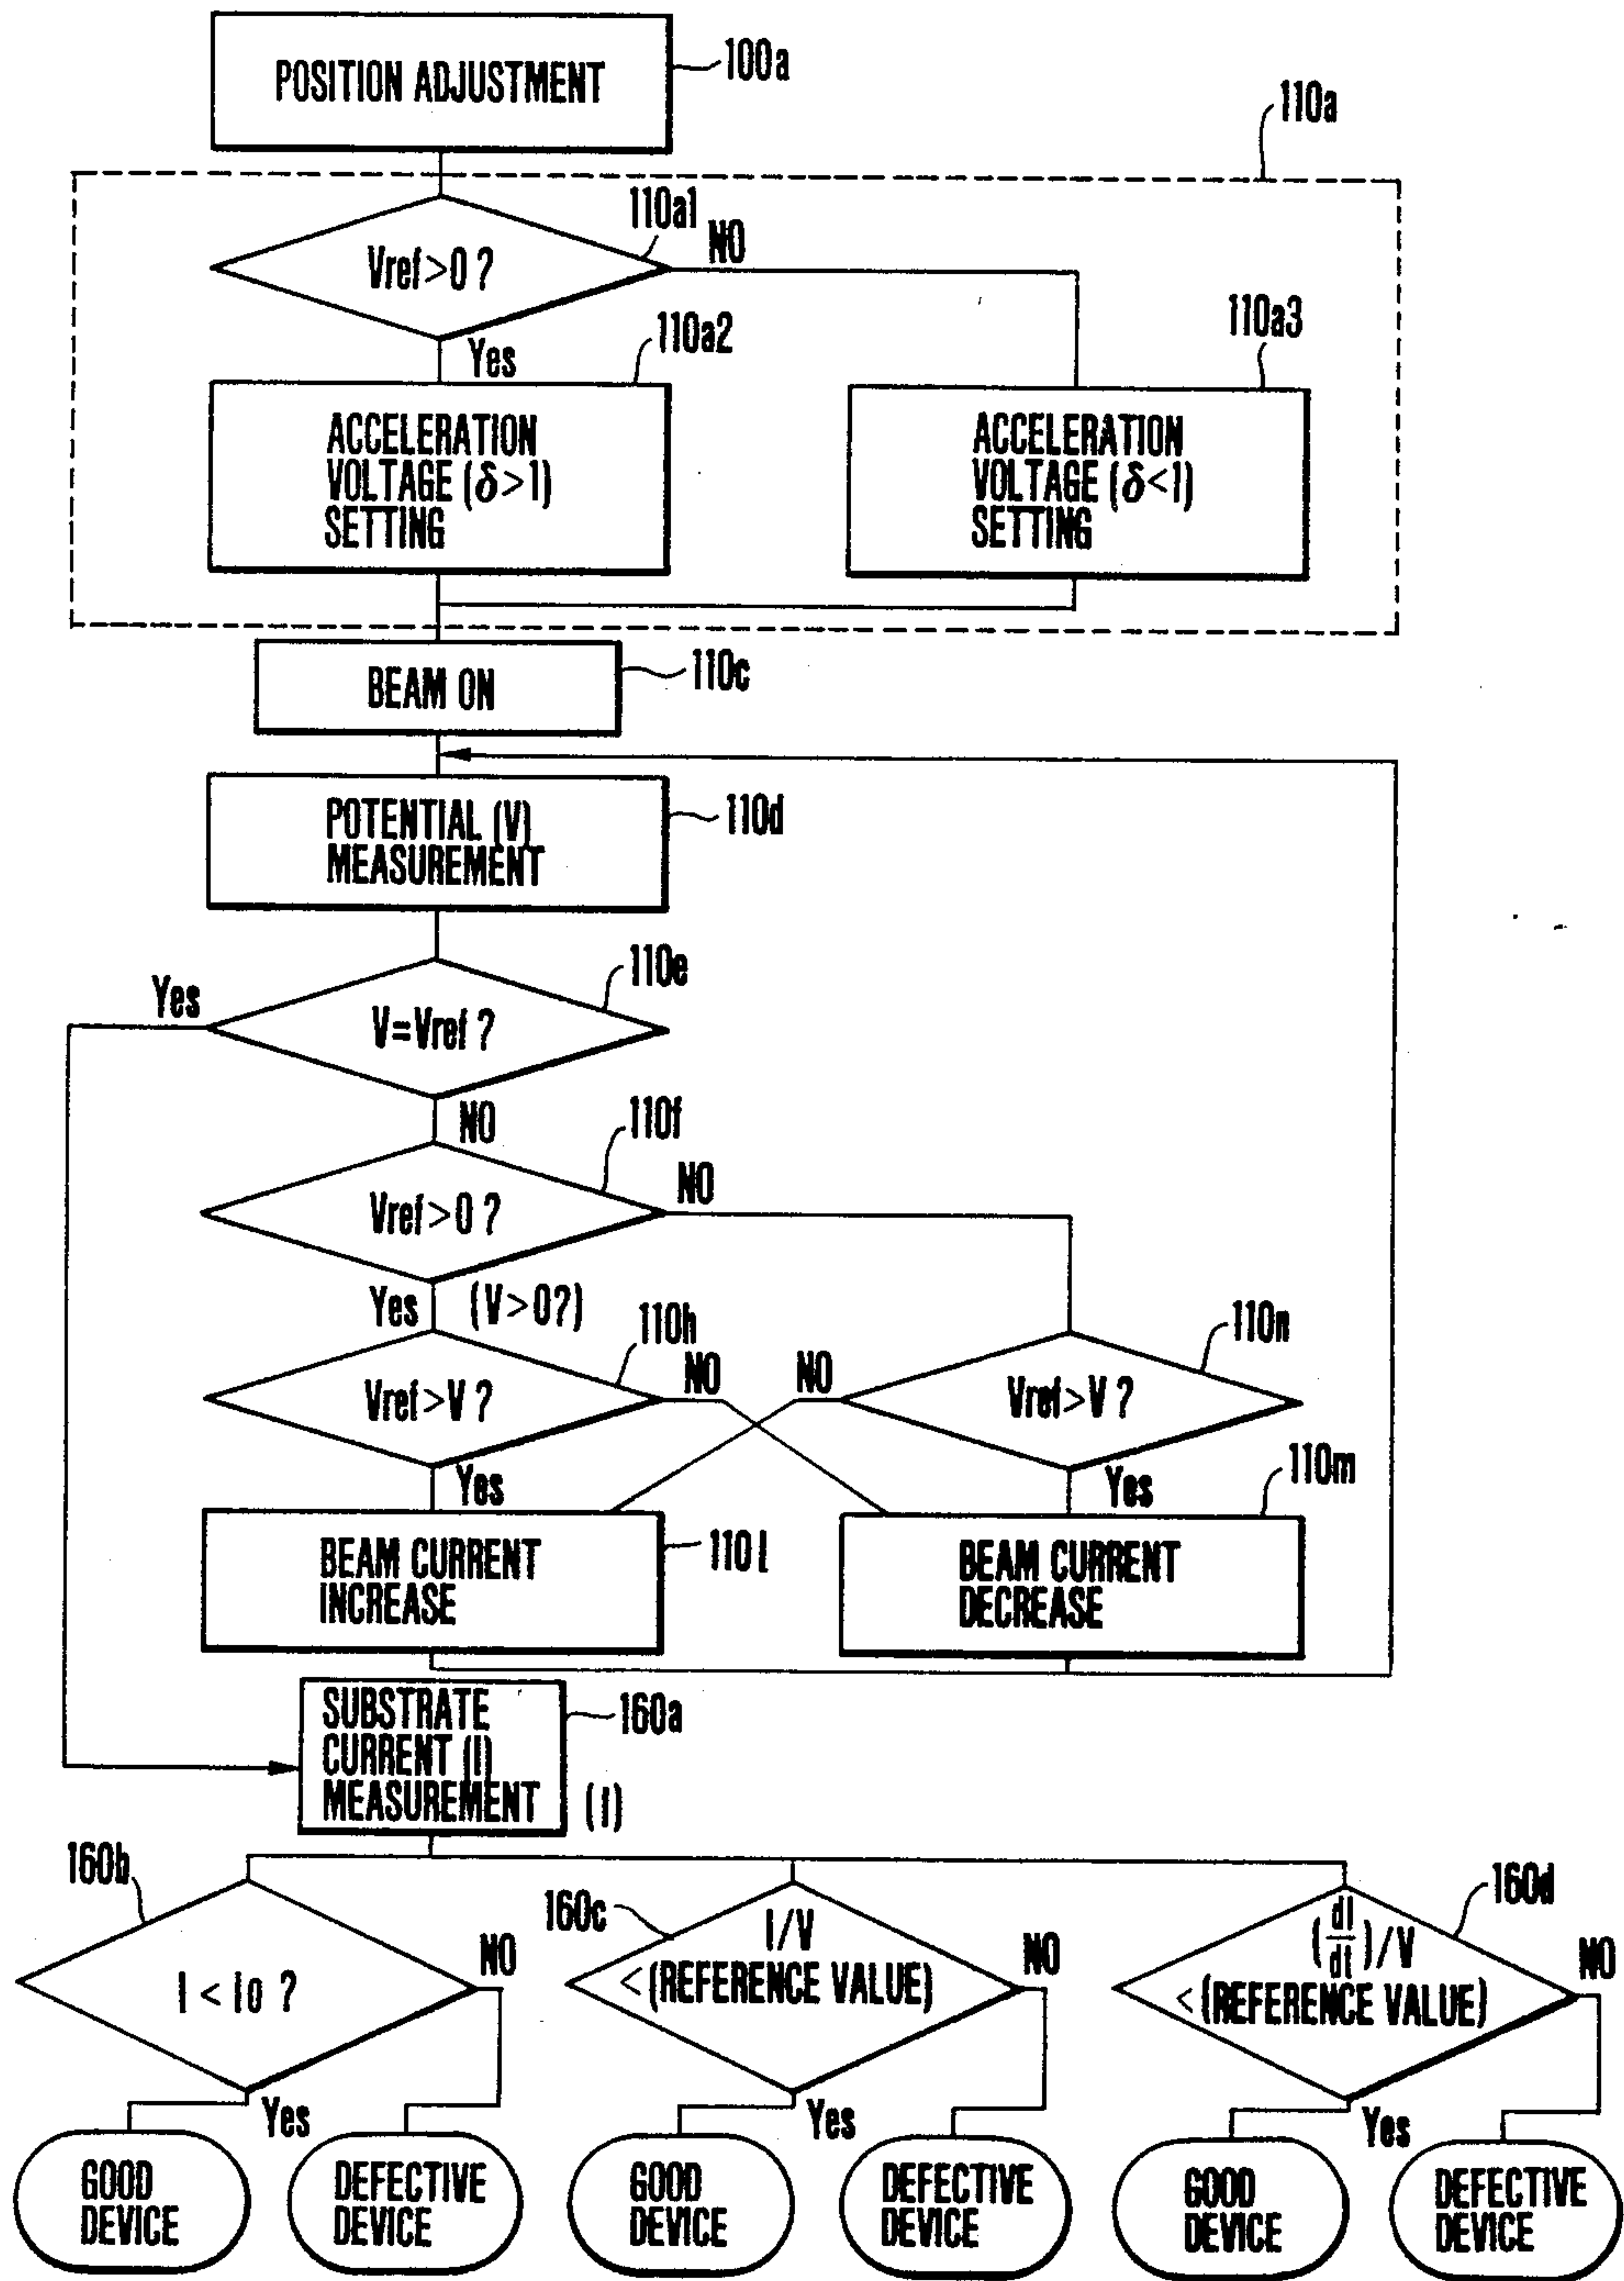 POSITION ADJUSTMENT
100a
110a
110a1
Vref>0 ?
NO
Yes
110a2
110a3
ACCELERATION
VOLTAGE (δ>1)
SETTING
ACCELERATION
VOLTAGE (δ<1)
SETTING
BEAM ON
110c
POTENTIAL (V)
MEASUREMENT
110d
Yes
110e
V=Vref ?
NO
110f
Vref>0 ?
NO
Yes
(V>0?)
110h
Vref>V ?
NO
NO
110n
Vref>V ?
Yes
Yes
110m
BEAM CURRENT
INCREASE
110l
BEAM CURRENT
DECREASE
SUBSTRATE
CURRENT (I)
MEASUREMENT
(I)
160a
160b
I < Io ?
NO
Yes
160c
I/V
<(REFERENCE VALUE)
NO
Yes
160d
(dI/dt)/V
<(REFERENCE VALUE)
NO
Yes
GOOD
DEVICE
DEFECTIVE
DEVICE
GOOD
DEVICE
DEFECTIVE
DEVICE
GOOD
DEVICE
DEFECTIVE
DEVICE